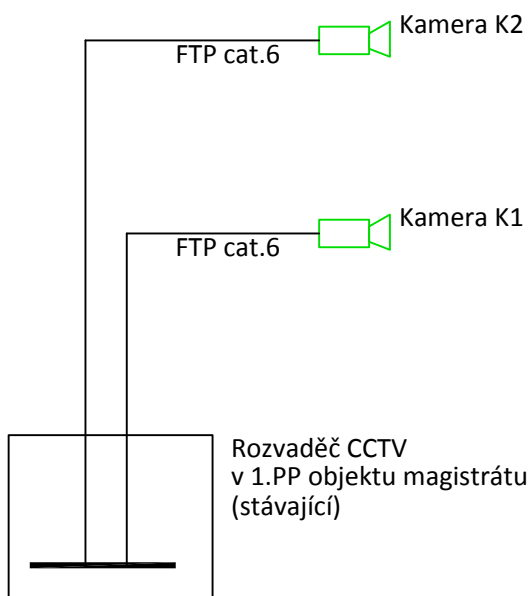 Kamera K2
FTP cat.6
Kamera K1
FTP cat.6
Rozvaděč CCTV
v 1.PP objektu magistrátu
(stávající)